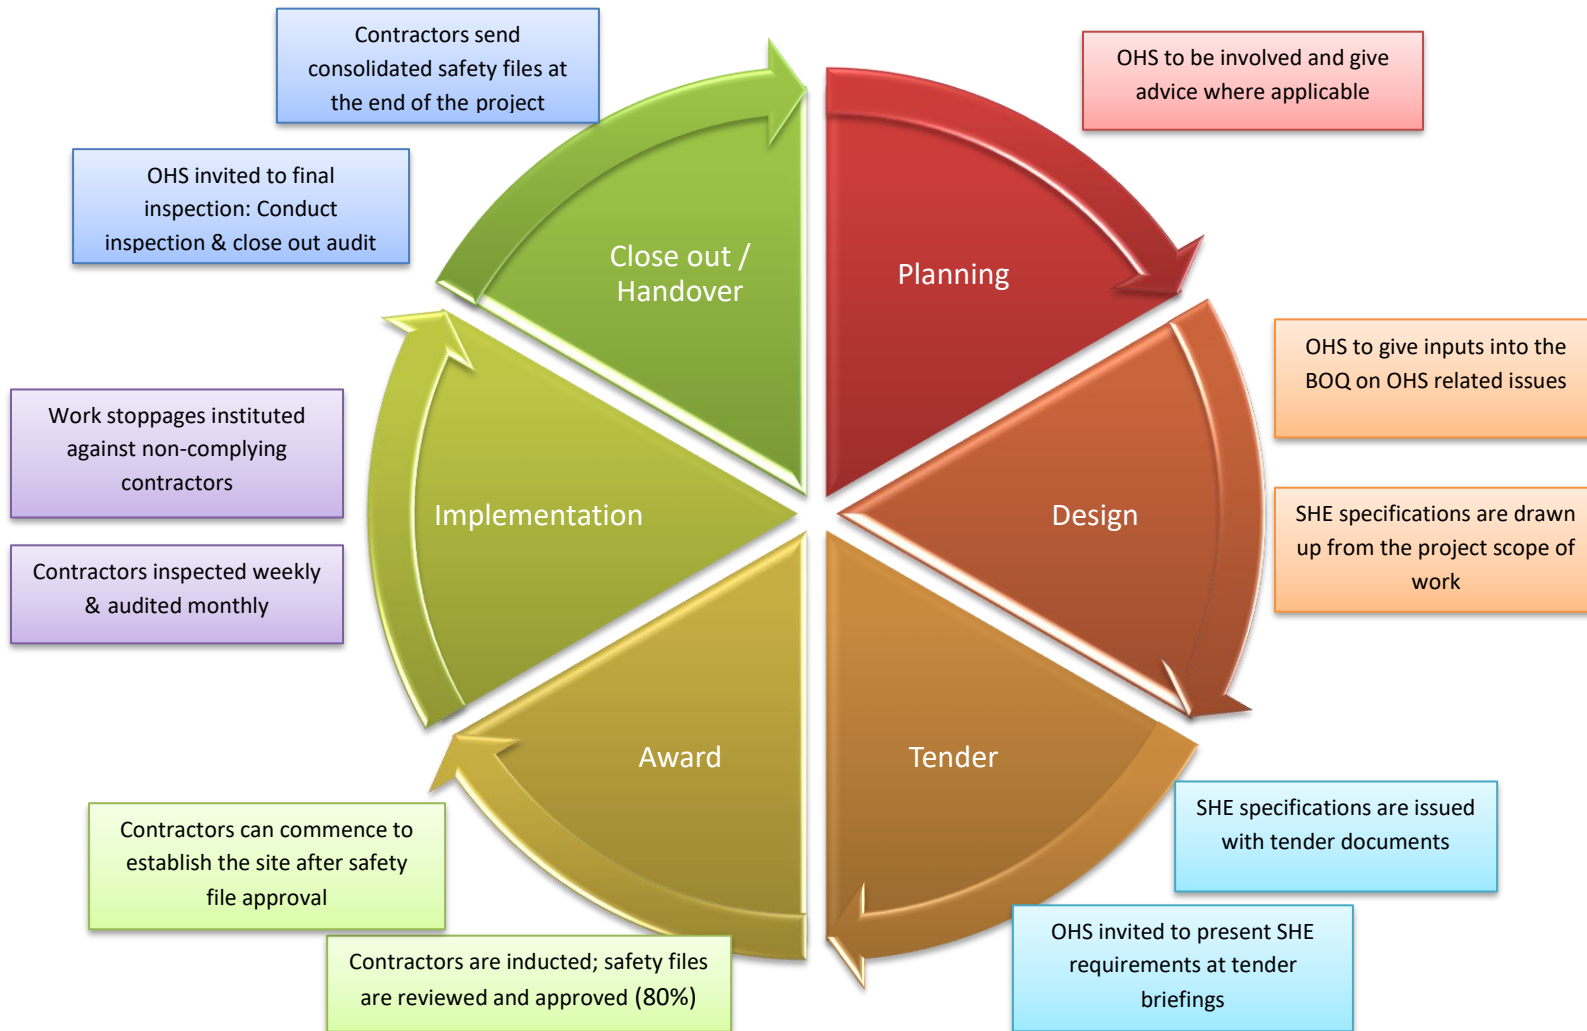 Contractors send
consolidated safety files at
the end of the project
OHS to be involved and give
advice where applicable
OHS invited to final
inspection: Conduct
inspection & close out audit
Close out /
Handover
Planning
OHS to give inputs into the
BOQ on OHS related issues
Work stoppages instituted
against non-complying
contractors
Implementation
Design
SHE specifications are drawn
up from the project scope of
work
Contractors inspected weekly
& audited monthly
Award
Tender
SHE specifications are issued
with tender documents
Contractors can commence to
establish the site after safety
file approval
OHS invited to present SHE
requirements at tender
briefings
Contractors are inducted; safety files
are reviewed and approved (80%)